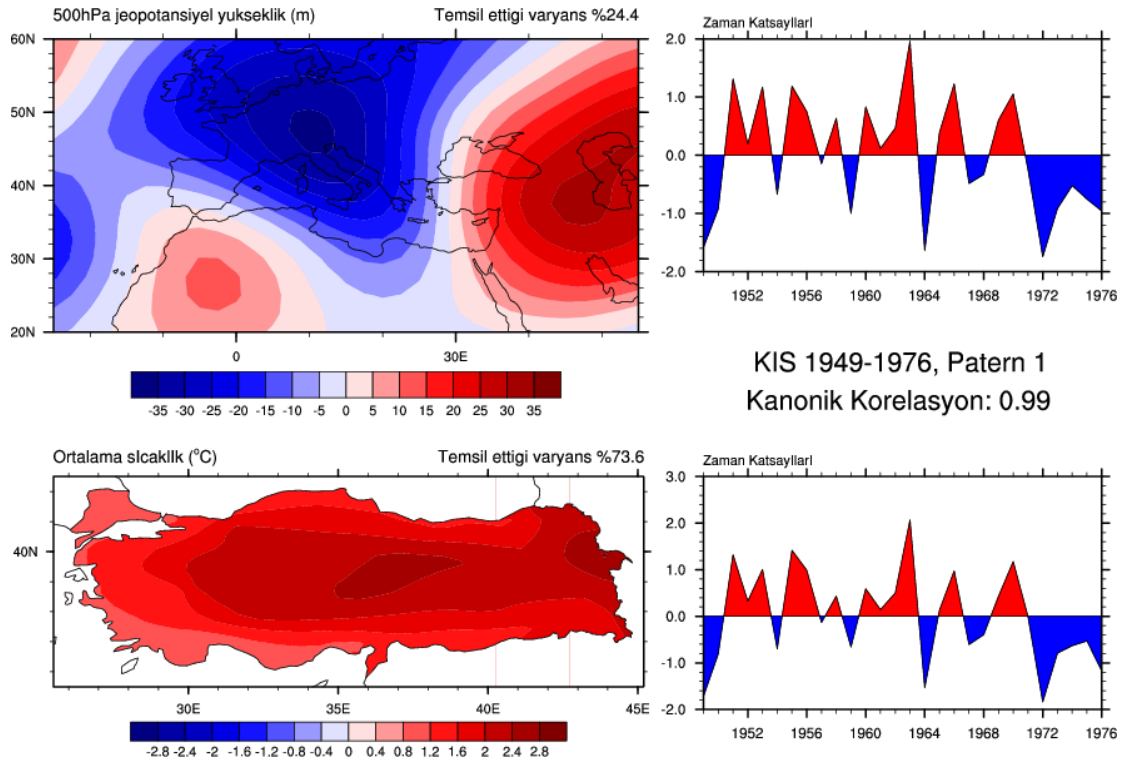 500hPa jeopotansiyel yukseklik (m) Temsil ettigi varyans %24.4
60N
50N
40N
30N
20N
0 30E
-35 -30 -25 -20 -15 -10 -5 0 5 10 15 20 25 30 35
Zaman KatsayIlarI
2.0
1.0
0.0
-1.0
-2.0
1952 1956 1960 1964 1968 1972 1976
KIS 1949-1976, Patern 1
Kanonik Korelasyon: 0.99
Ortalama sIcaklIk (°C) Temsil ettigi varyans %73.6
40N
30E 35E 40E 45E
-2.8 -2.4 -2 -1.6 -1.2 -0.8 -0.4 0 0.4 0.8 1.2 1.6 2 2.4 2.8
Zaman KatsayIlarI
3.0
2.0
1.0
0.0
-1.0
-2.0
1952 1956 1960 1964 1968 1972 1976